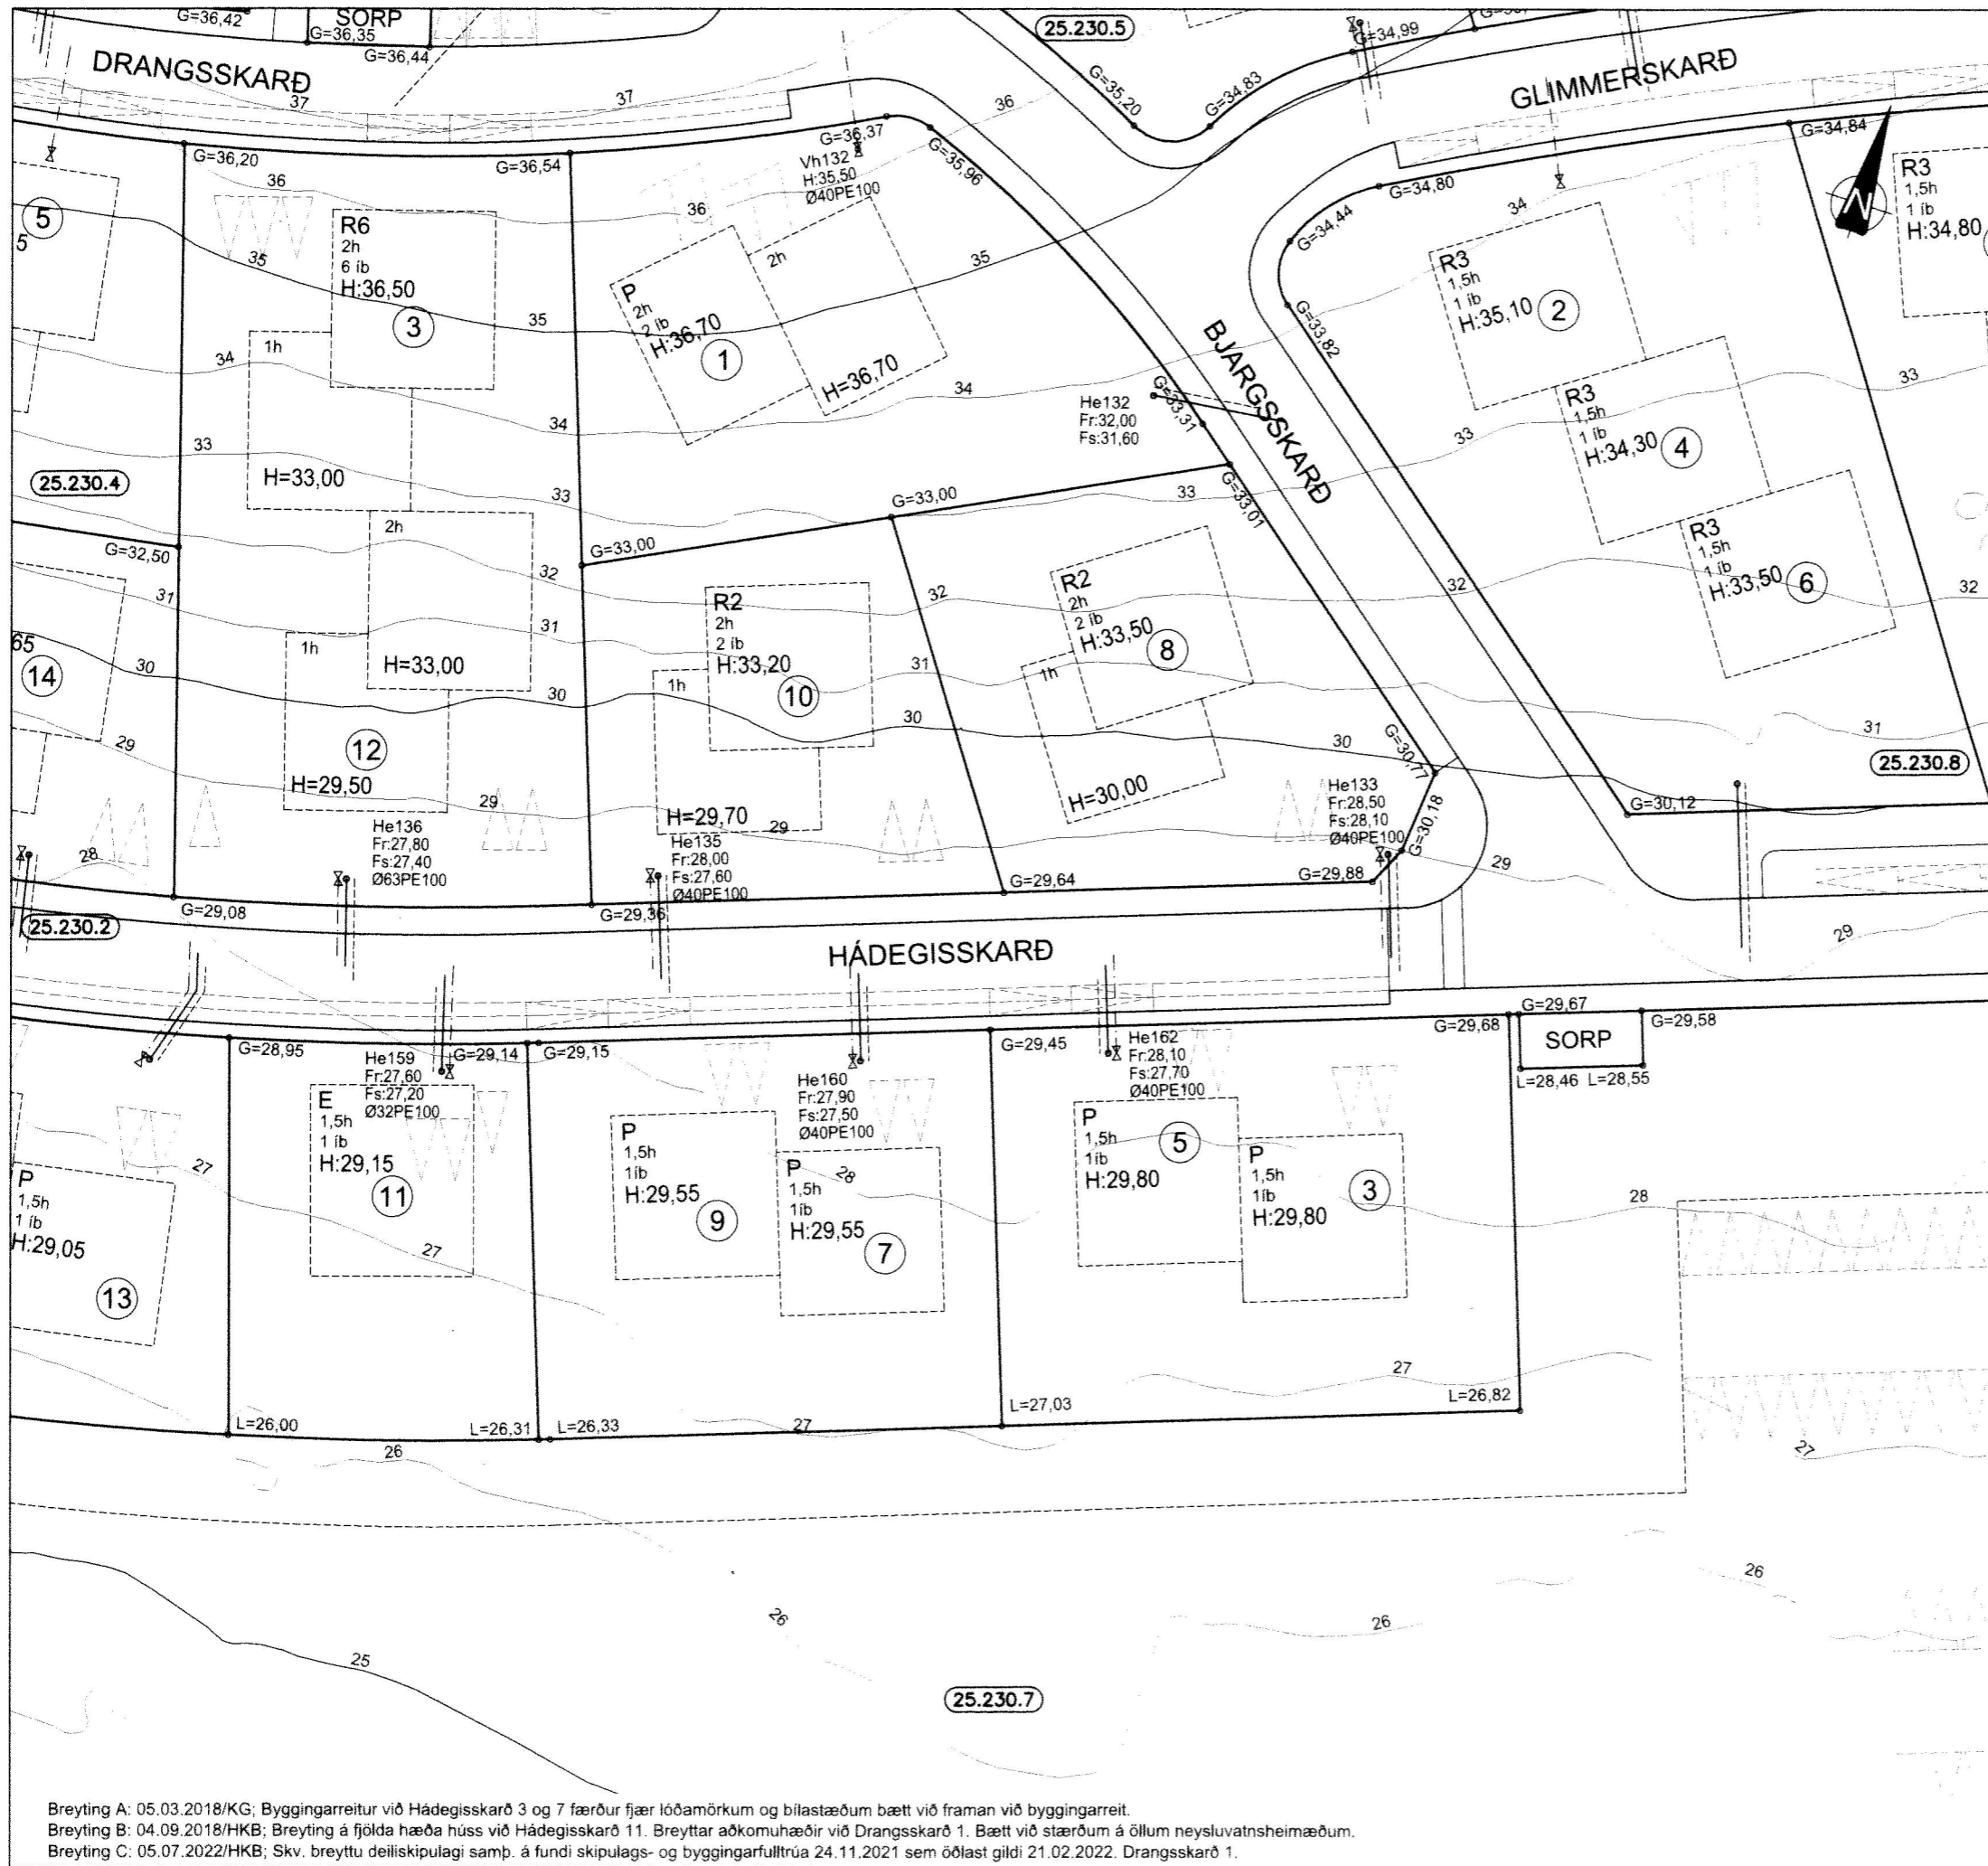 G=36,42
SORP
G=36,35
G=36,44
25.230.5
G=34,99
DRANGSSKARÐ
37
37
36
G=35,20
G=34,83
GLIMMERSKARÐ
G=36,20
G=36,54
G=36,37
G=35,96
Vh132
H:35,50
Ø40PE100
G=34,80
G=34,84
36
36
35
35
35
34
5
5
R6
2h
6 íb
H:36,50
3
1h
H=33,00
P
2h
2 íb
H:36,70
1
2h
H=36,70
G=34,44
G=33,82
R3
1,5h
1 íb
H:35,10
2
R3
1,5h
1 íb
H:34,80
34
34
34
33
33
BJARGSSKARÐ
He132
Fr:32,00
Fs:31,60
G=33,31
R3
1,5h
1 íb
H:34,30
4
25.230.4
33
33
33
G=33,00
G=33,01
G=32,50
G=33,00
2h
H=33,00
32
32
32
32
R3
1,5h
1 íb
H:33,50
6
31
31
31
31
R2
2h
2 íb
H:33,20
10
1h
H=29,70
R2
2h
2 íb
H:33,50
8
1h
H=30,00
65
14
30
30
30
30
1h
12
H=29,50
29
29
29
29
28
G=30,77
25.230.8
G=30,12
He133
Fr:28,50
Fs:28,10
Ø40PE100
G=30,18
He136
Fr:27,80
Fs:27,40
Ø63PE100
He135
Fr:28,00
Fs:27,60
Ø40PE100
G=29,08
G=29,36
G=29,64
G=29,88
25.230.2
HÁDEGISSKARÐ
29
G=28,95
G=29,14
G=29,15
G=29,45
G=29,68
G=29,67
G=29,58
SORP
L=28,46
L=28,55
He159
Fr:27,60
Fs:27,20
Ø32PE100
He160
Fr:27,90
Fs:27,50
Ø40PE100
He162
Fr:28,10
Fs:27,70
Ø40PE100
E
1,5h
1 íb
H:29,15
11
P
1,5h
1íb
H:29,55
9
P
1,5h
1íb
H:29,55
7
P
1,5h
1íb
H:29,80
5
P
1,5h
1íb
H:29,80
3
P
1,5h
1 íb
H:29,05
13
27
27
28
28
27
L=26,00
L=26,31
L=26,33
L=27,03
L=26,82
26
27
27
26
26
26
25
25.230.7
Breyting A: 05.03.2018/KG; Byggingarreitur við Hádegisskarð 3 og 7 færður fjær lóðamörkum og bílastæðum bætt við framan við byggingarreit.
Breyting B: 04.09.2018/HKB; Breyting á fjölda hæða húss við Hádegisskarð 11. Breyttar aðkomuhæðir við Drangsskarð 1. Bætt við stærðum á öllum neysluvatnsheimæðum.
Breyting C: 05.07.2022/HKB; Skv. breyttu deiliskipulagi samþ. á fundi skipulags- og byggingarfulltrúa 24.11.2021 sem öðlast gildi 21.02.2022. Drangsskarð 1.